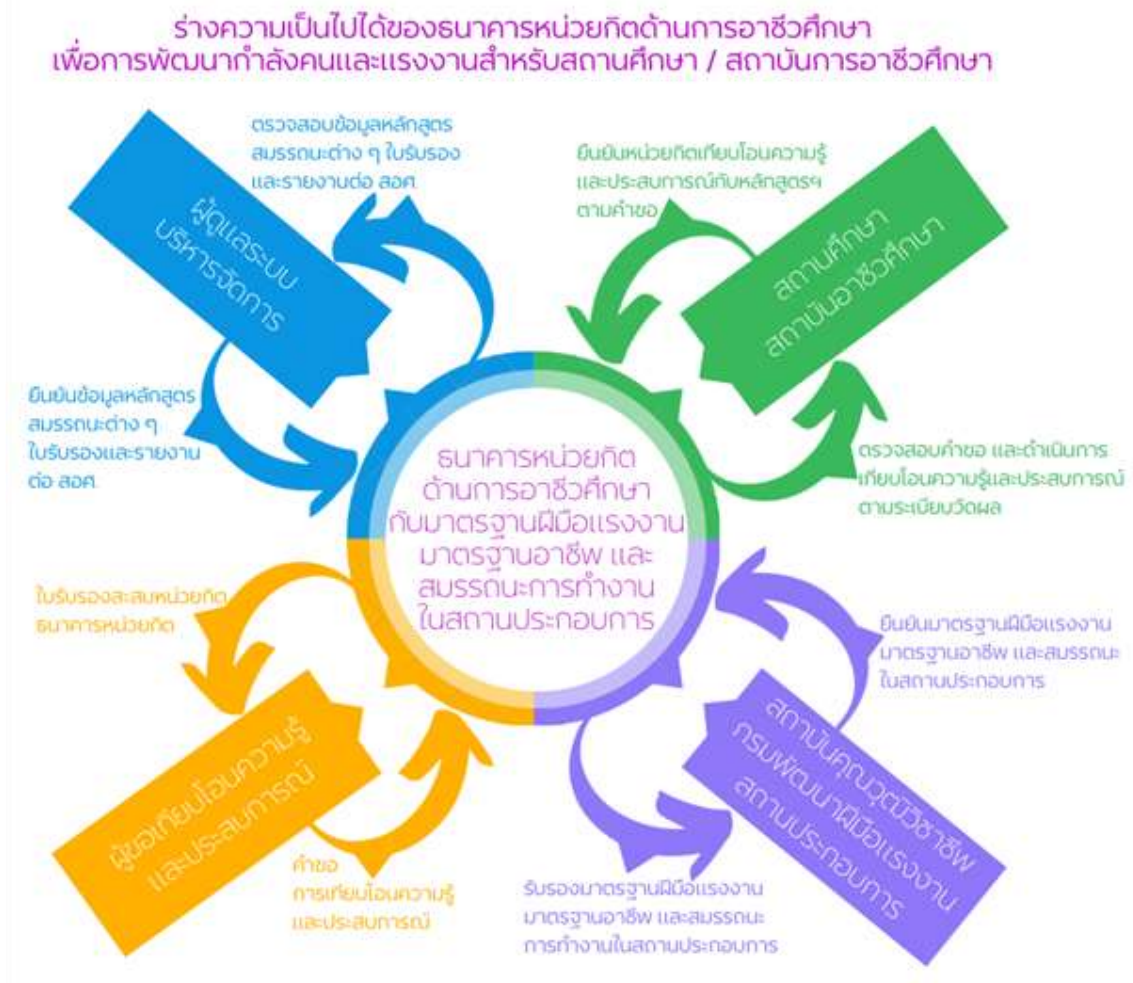 ร่างความเป็นไปได้ของธนาคารหน่วยกิตด้านการอาชีวศึกษา
เพื่อการพัฒนากำลังคนและแรงงานสำหรับสถานศึกษา / สถาบันการอาชีวศึกษา
ตรวจสอบข้อมูลหลักสูตร
สมรรถนะต่าง ๆ ใบรับรอง
และรายงานต่อ สอศ.
ผู้ดูแลระบบ
บริหารจัดการ
ยืนยันข้อมูลหลักสูตร
สมรรถนะต่าง ๆ
ใบรับรองและรายงาน
ต่อ สอศ.
ยืนยันหน่วยกิตเทียบโอนความรู้
และประสบการณ์กับหลักสูตรฯ
ตามคำขอ
สถานศึกษา
สถาบันอาชีวศึกษา
ตรวจสอบคำขอ และดำเนินการ
เทียบโอนความรู้และประสบการณ์
ตามระเบียบวัดผล
ธนาคารหน่วยกิต
ด้านการอาชีวศึกษา
กับมาตรฐานฝีมือแรงงาน
มาตรฐานอาชีพ และ
สมรรถนะการทำงาน
ในสถานประกอบการ
ใบรับรองสะสมหน่วยกิต
ธนาคารหน่วยกิต
ผู้ขอเทียบโอนความรู้
และประสบการณ์
คำขอ
การเทียบโอนความรู้
และประสบการณ์
ยืนยันมาตรฐานฝีมือแรงงาน
มาตรฐานอาชีพ และสมรรถนะ
ในสถานประกอบการ
สถาบันคุณวุฒิวิชาชีพ
กรมพัฒนาฝีมือแรงงาน
สถานประกอบการ
รับรองมาตรฐานฝีมือแรงงาน
มาตรฐานอาชีพ และสมรรถนะ
การทำงานในสถานประกอบการ